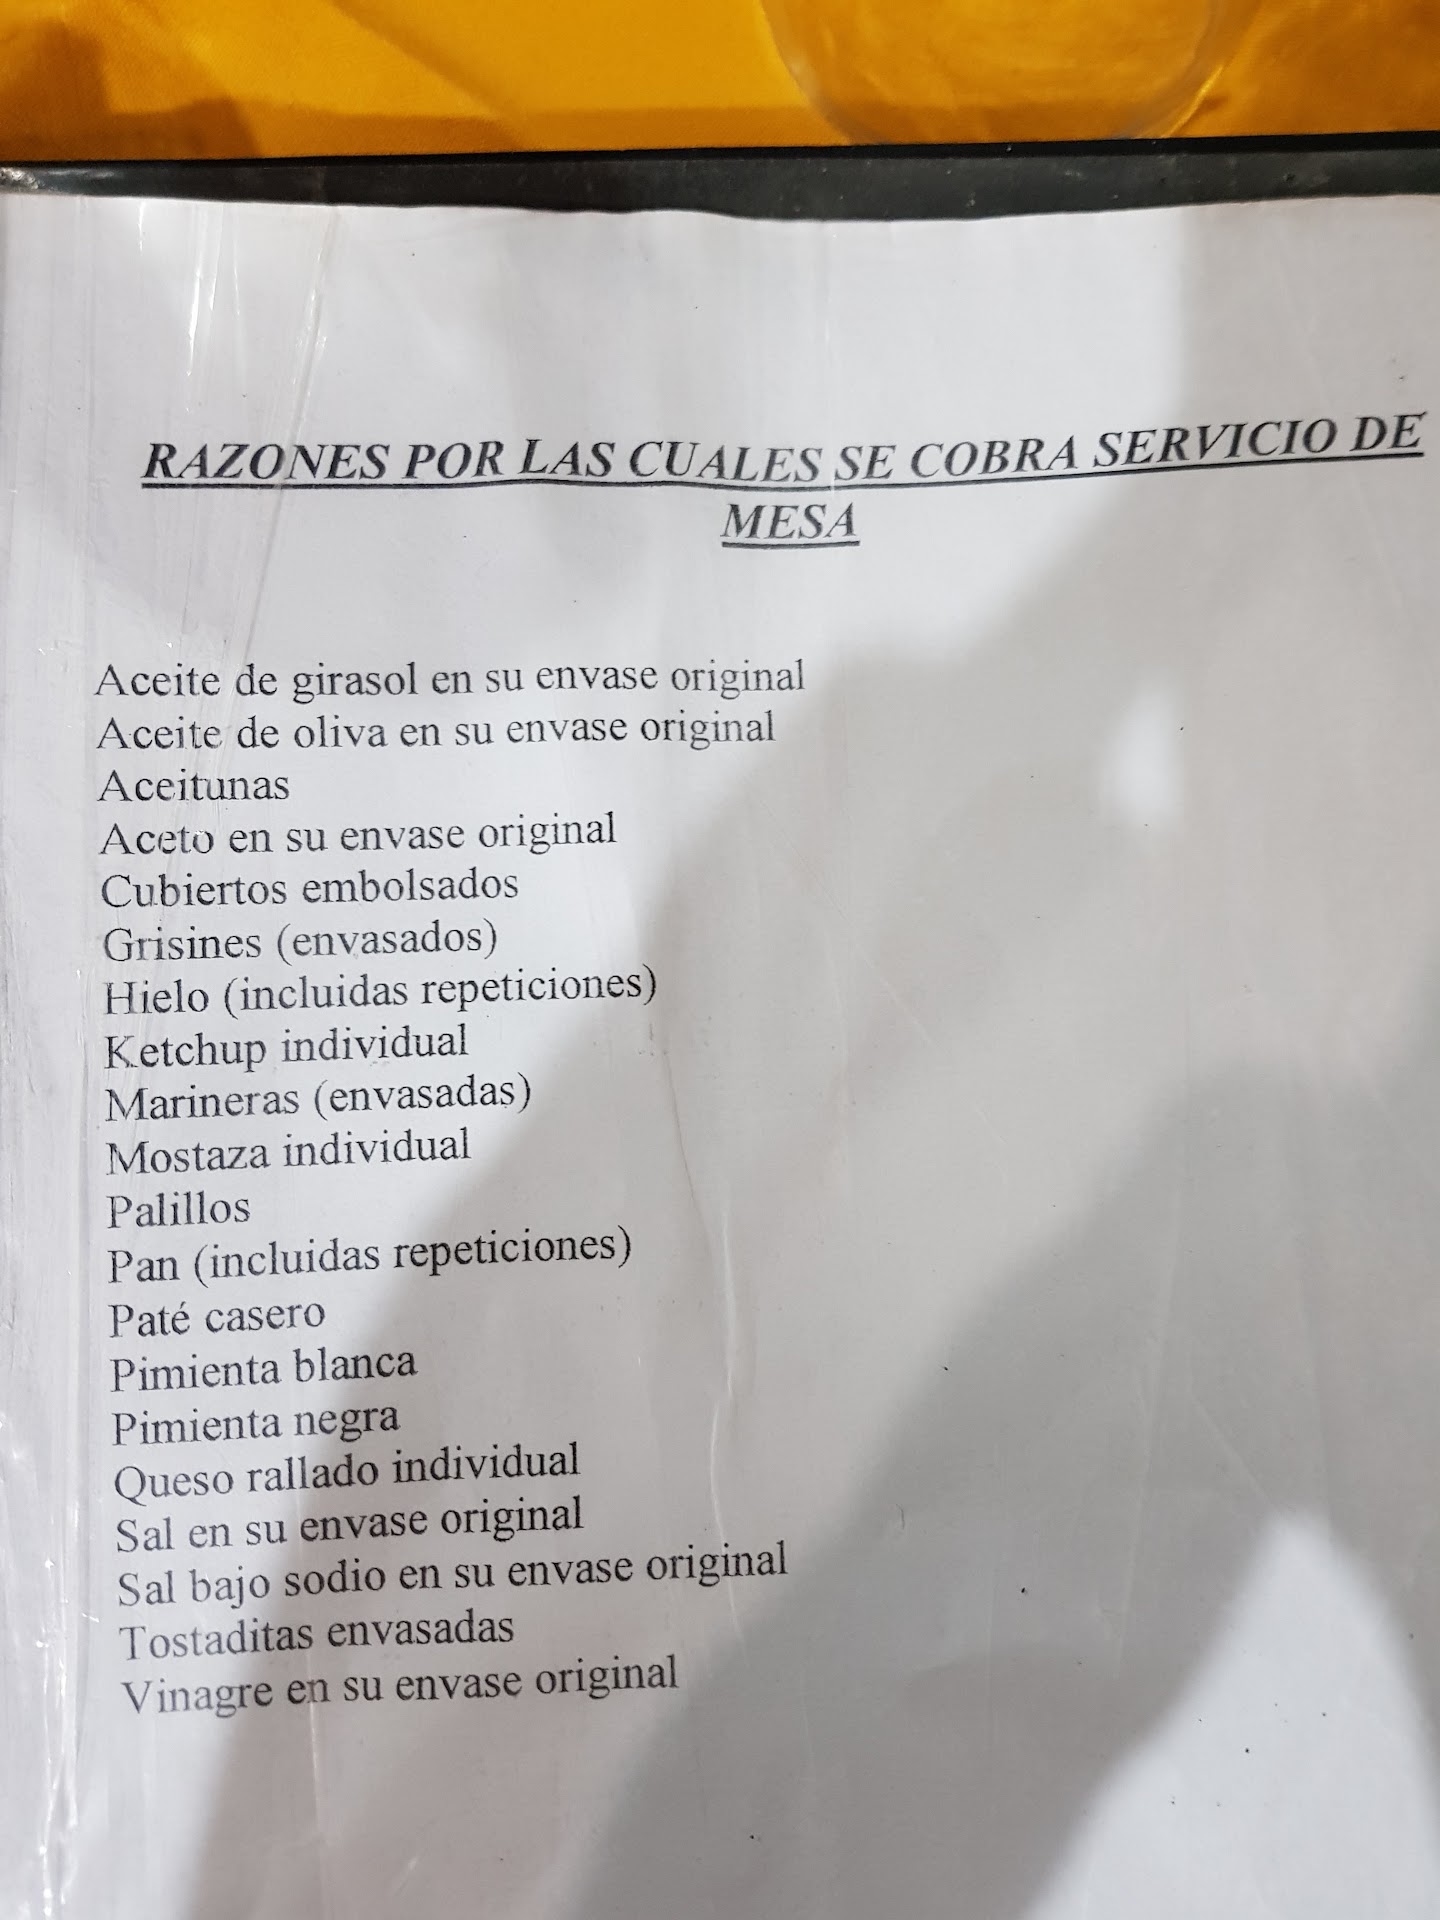 RAZONES POR LAS CUALES SE COBRA SERVICIO DE
MESA
Aceite de girasol en su envase original
Aceite de oliva en su envase original
Aceitunas
Aceto en su envase original
Cubiertos embolsados
Grisines (envasados)
Hielo (incluidas repeticiones)
Ketchup individual
Marineras (envasadas)
Mostaza individual
Palillos
Pan (incluidas repeticiones)
Paté casero
Pimienta blanca
Pimienta negra
Queso rallado individual
Sal en su envase original
Sal bajo sodio en su envase original
Tostaditas envasadas
Vinagre en su envase original